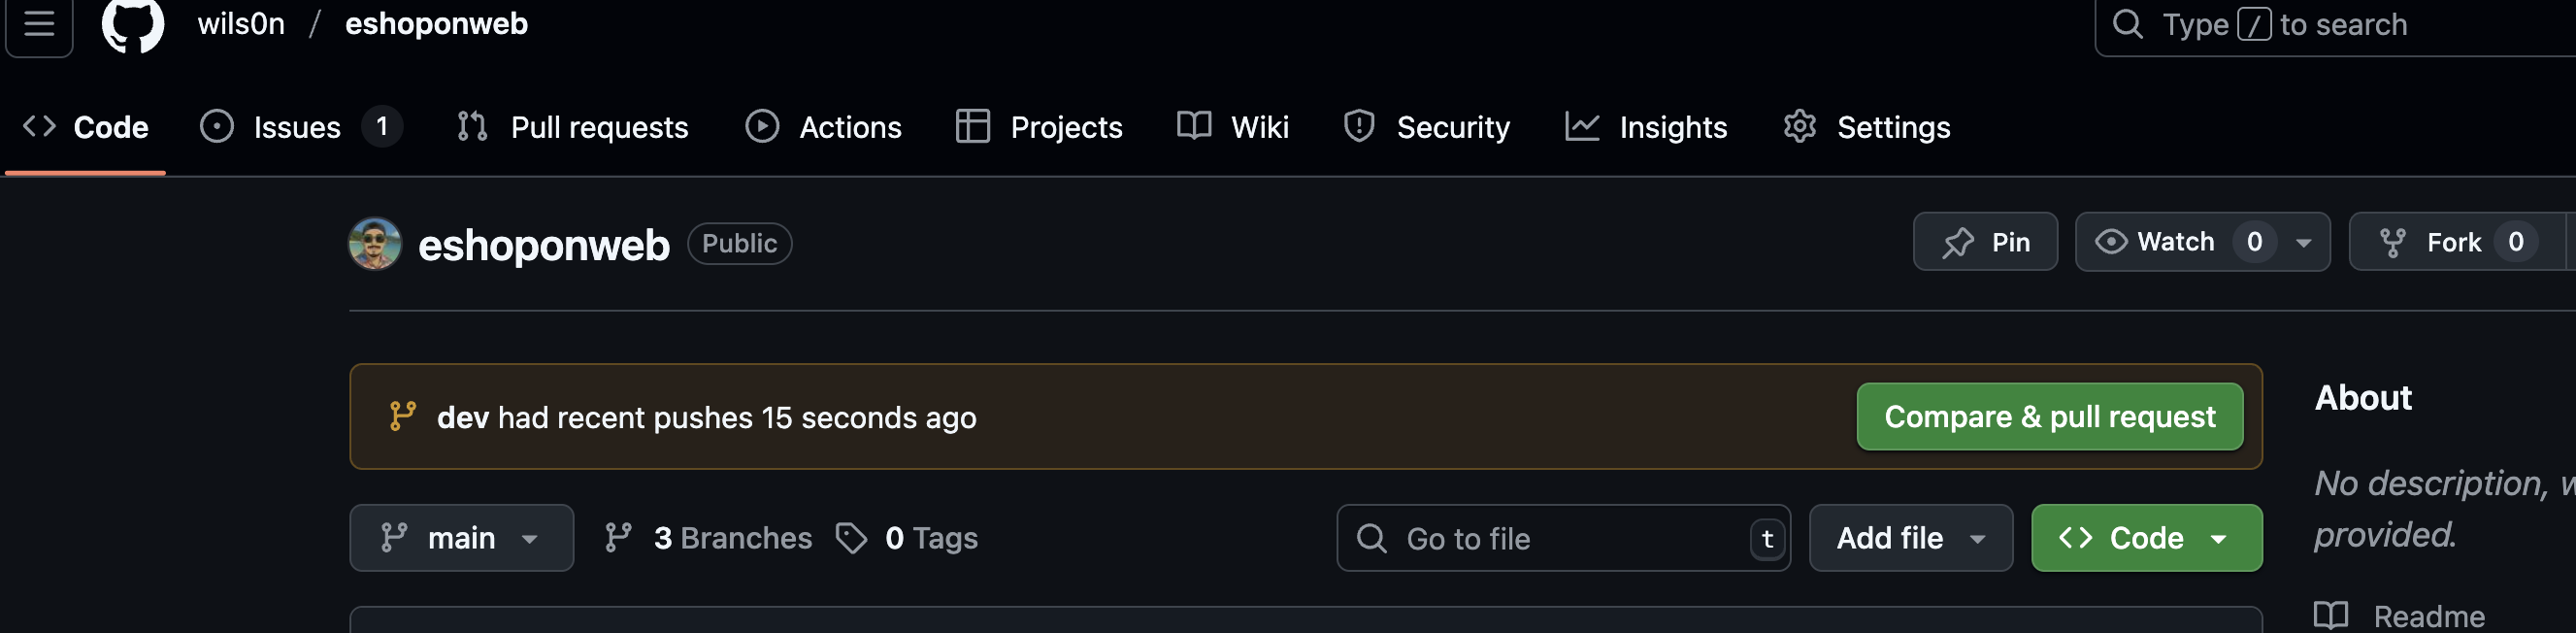 wils0n / eshoponweb
Type / to search
Code
Issues 1
Pull requests
Actions
Projects
Wiki
Security
Insights
Settings
eshoponweb Public
Pin
Watch 0
Fork 0
dev had recent pushes 15 seconds ago
Compare & pull request
main
3 Branches
0 Tags
Go to file t
Add file
Code
About
No description, w
provided.
Readme